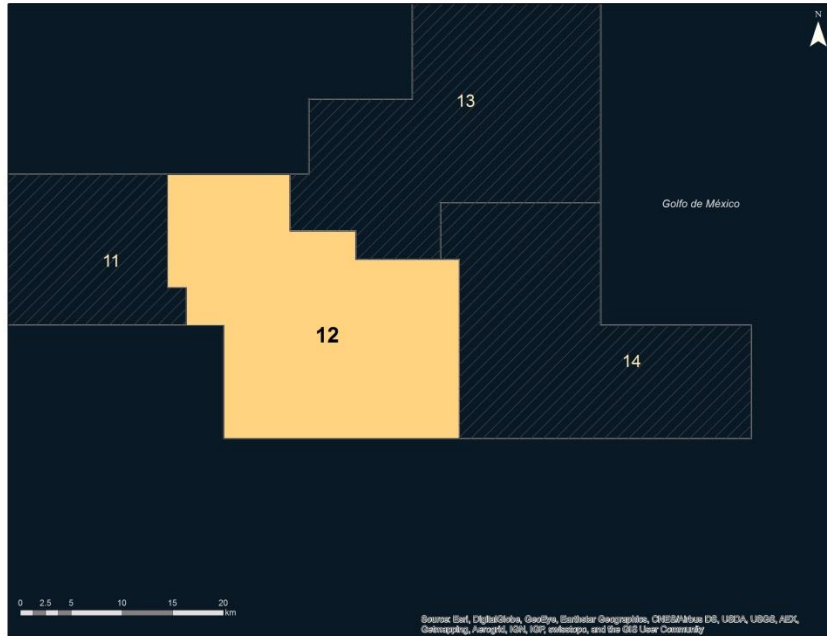 N
13
Golfo de México
11
12
14
0 2.5 5 10 15 20
km
Source: Esri, DigitalGlobe, GeoEye, Earthstar Geographics, CNES/Airbus DS, USDA, USGS, AEX,
Getmapping, Aerogrid, IGN, IGP, swisstopo, and the GIS User Community